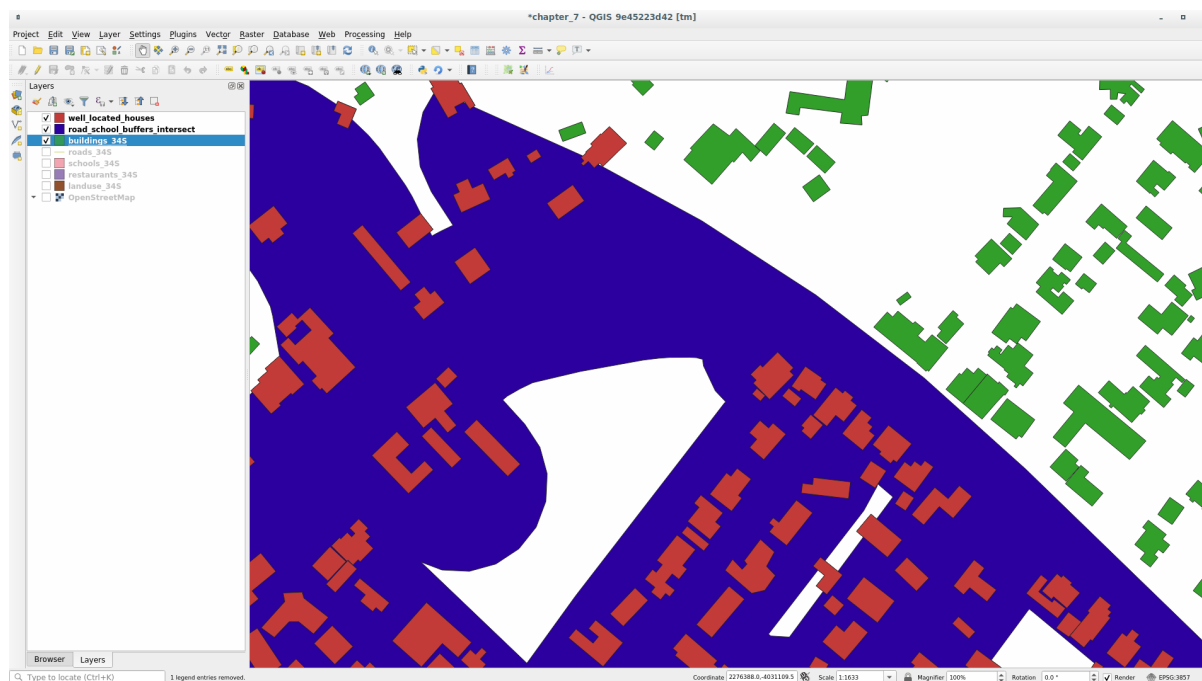 *chapter_7 - QGIS 9e45223d42 [tm]
Project Edit View Layer Settings Plugins Vector Raster Database Web Processing Help
Layers
well_located_houses
road_school_buffers_intersect
buildings_34S
roads_34S
schools_34S
restaurants_34S
landuse_34S
OpenStreetMap
Browser Layers
Type to locate (Ctrl+K) 1 legend entries removed. Coordinate 2276388.0,-4031109.5 Scale 1:1633 Magnifier 100% Rotation 0.0 ° Render EPSG:3857